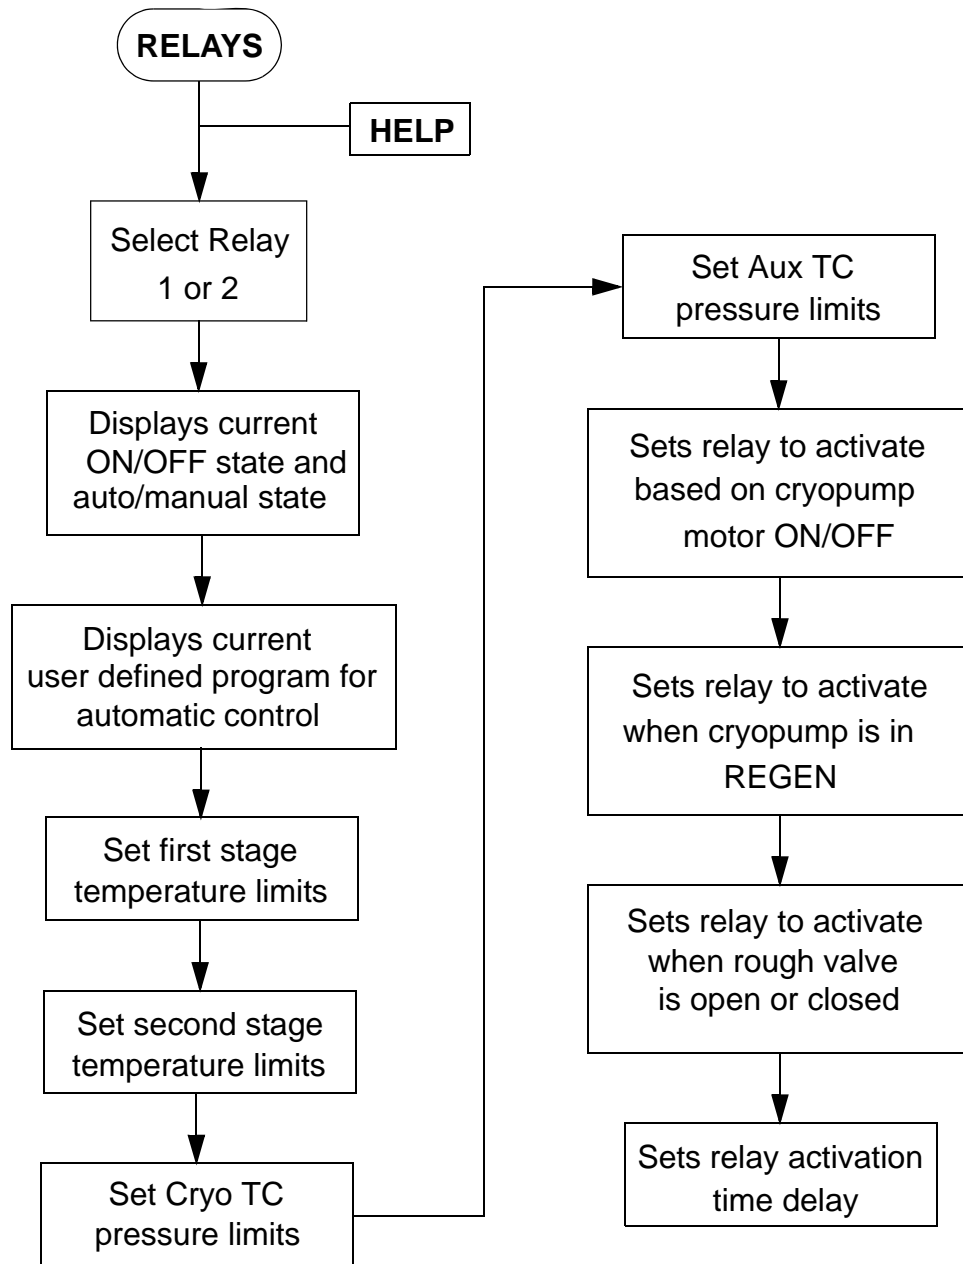 RELAYS
HELP
Select Relay
1 or 2
Displays current
ON/OFF state and
auto/manual state
Displays current
user defined program for
automatic control
Set first stage
temperature limits
Set second stage
temperature limits
Set Cryo TC
pressure limits
Set Aux TC
pressure limits
Sets relay to activate
based on cryopump
motor ON/OFF
Sets relay to activate
when cryopump is in
REGEN
Sets relay to activate
when rough valve
is open or closed
Sets relay activation
time delay